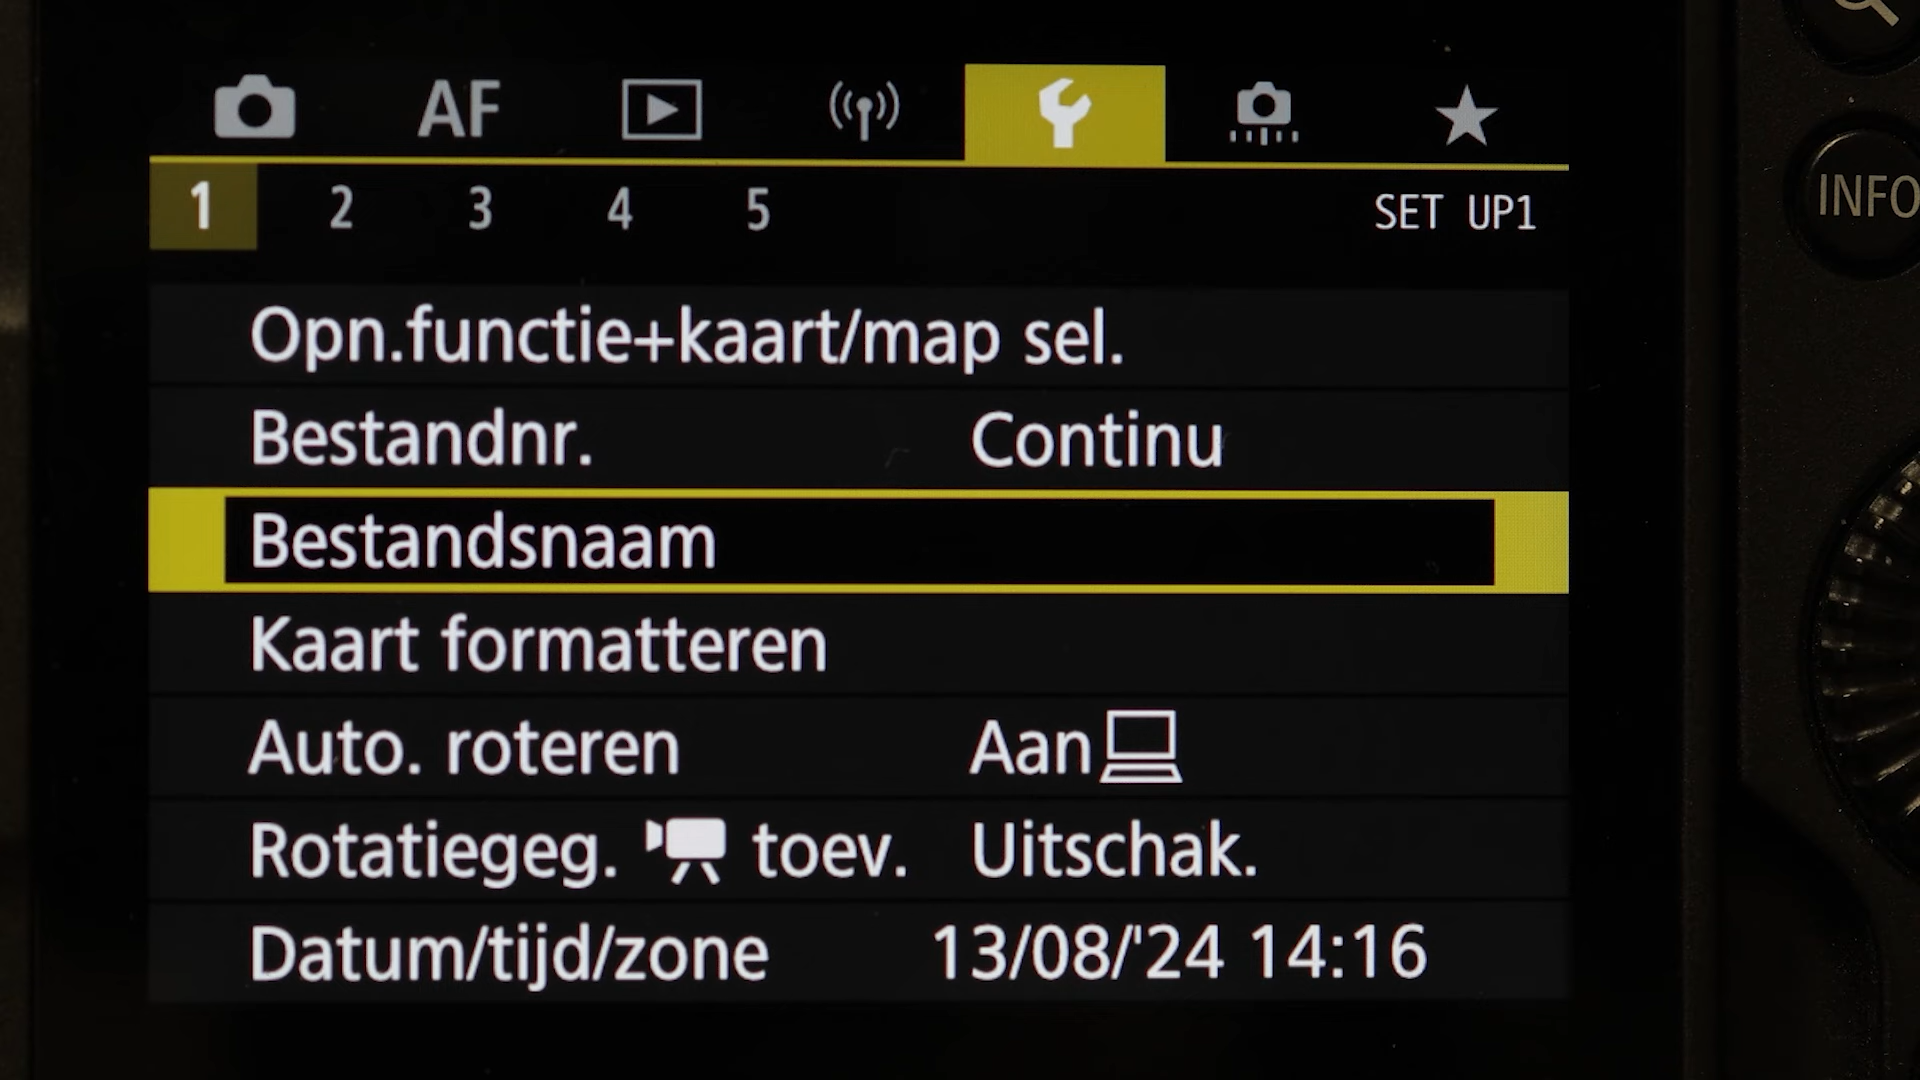 AF
1 2 3 4 5 SET UP1
INFO
Opn.functie+kaart/map sel.
Bestandnr. Continu
Bestandsnaam
Kaart formatteren
Auto. roteren Aan
Rotatiegeg. toev. Uitschak.
Datum/tijd/zone 13/08/'24 14:16